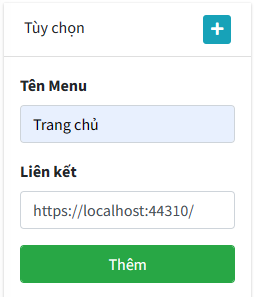 Tùy chọn
Tên Menu
Trang chủ
Liên kết
https://localhost:44310/
Thêm